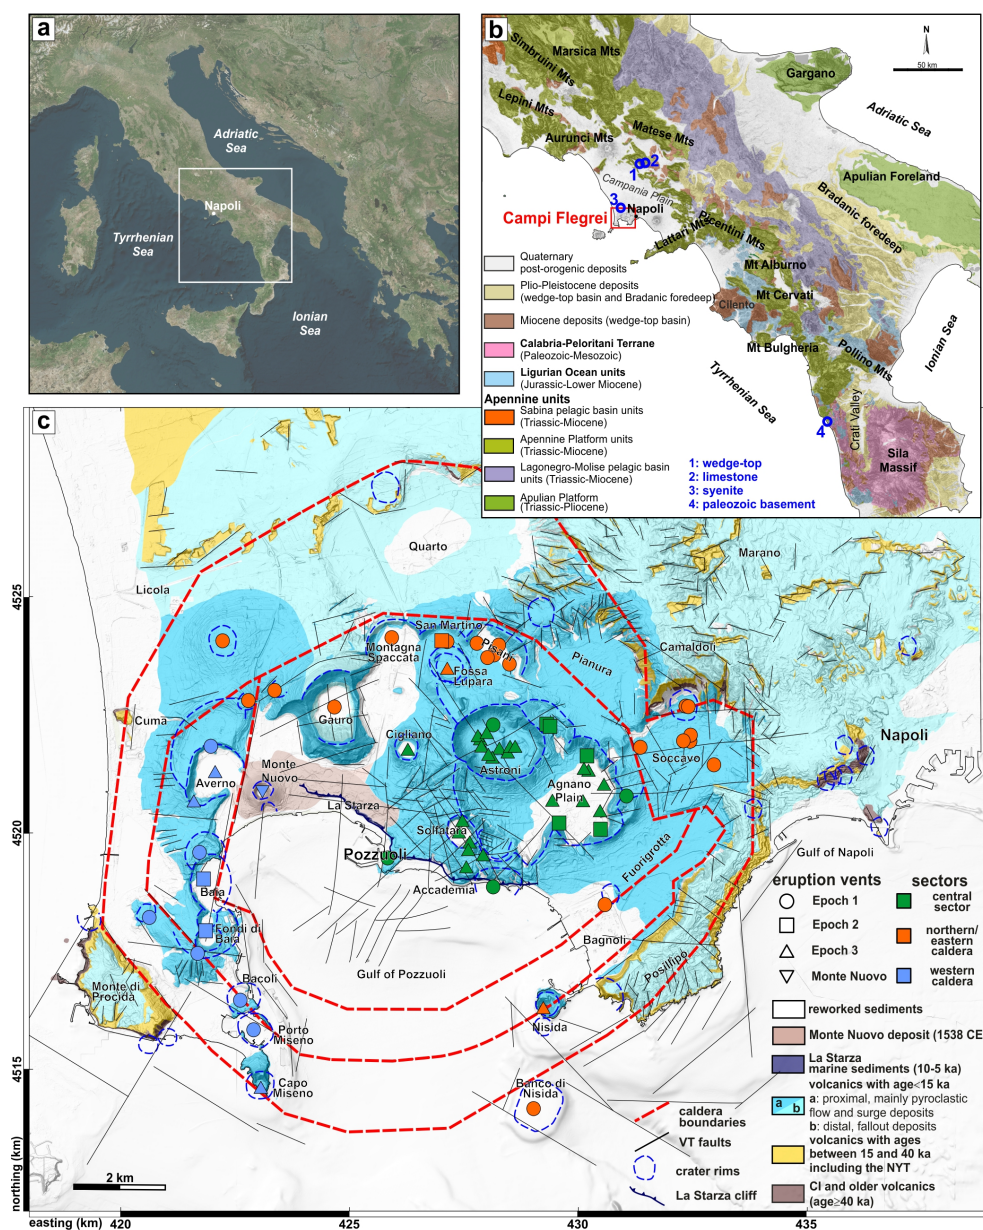 a
Adriatic
Sea
Napoli
Tyrrhenian
Sea
Ionian
Sea
b
N
50 km
Marsica Mts
Simbruini Mts
Gargano
Lepini Mts
Adriatic Sea
Aurunci Mts
Matese Mts
1
2
Apulian Foreland
Campania Plain
3
Napoli
Bradanic foredeep
Campi Flegrei
Lattari Mts
Picentini Mts
Mt Alburno
Mt Cervati
Cilento
Mt Bulgheria
Pollino Mts
Ionian Sea
Tyrrhenian Sea
Crati Valley
4
Sila
Massif
Quaternary
post-orogenic deposits
Plio-Pleistocene deposits
(wedge-top basin and Bradanic foredeep)
Miocene deposits (wedge-top basin)
Calabria-Peloritani Terrane
(Paleozoic-Mesozoic)
Ligurian Ocean units
(Jurassic-Lower Miocene)
Apennine units
Sabina pelagic basin units
(Triassic-Miocene)
Apennine Platform units
(Triassic-Miocene)
Lagonegro-Molise pelagic basin
units (Triassic-Miocene)
Apulian Platform
(Triassic-Pliocene)
1: wedge-top
2: limestone
3: syenite
4: paleozoic basement
c
Quarto
Marano
Licola
San Martino
Montagna
Spaccata
Pisani
Pianura
Camaldoli
Fossa
Lupara
Cuma
Gauro
Cigliano
Napoli
Averno
Monte
Nuovo
Astroni
Soccavo
Agnano
Plain
La Starza
Solfatara
Pozzuoli
Fuorigrotta
Gulf of Napoli
Accademia
Baia
Fondi di
Baia
Bagnoli
Gulf of Pozzuoli
Posillipo
Bacoli
Monte di
Procida
Porto
Miseno
Nisida
Capo
Miseno
Banco di
Nisida
eruption vents
Epoch 1
Epoch 2
Epoch 3
Monte Nuovo
sectors
central
sector
northern/
eastern
caldera
western
caldera
reworked sediments
Monte Nuovo deposit (1538 CE
La Starza
marine sediments (10-5 ka)
volcanics with age<15 ka
a b
a: proximal, mainly pyroclastic
flow and surge deposits
b: distal, fallout deposits
volcanics with ages
between 15 and 40 ka
including the NYT
CI and older volcanics
(age≥40 ka)
caldera
boundaries
VT faults
crater rims
La Starza cliff
2 km
4525
4520
4515
northing (km)
easting (km)
420
425
430
435